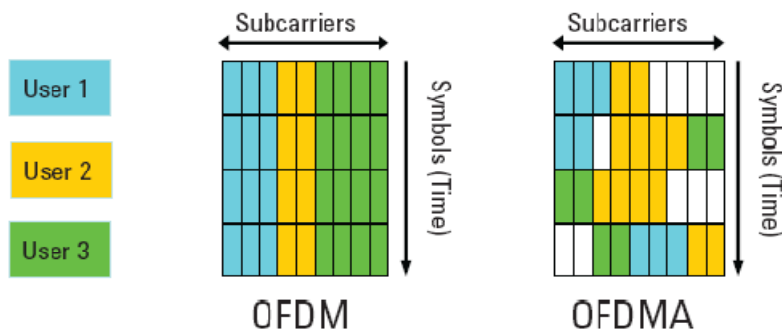 Subcarriers
Subcarriers
User 1
User 2
User 3
Symbols (Time)
Symbols (Time)
OFDM
OFDMA